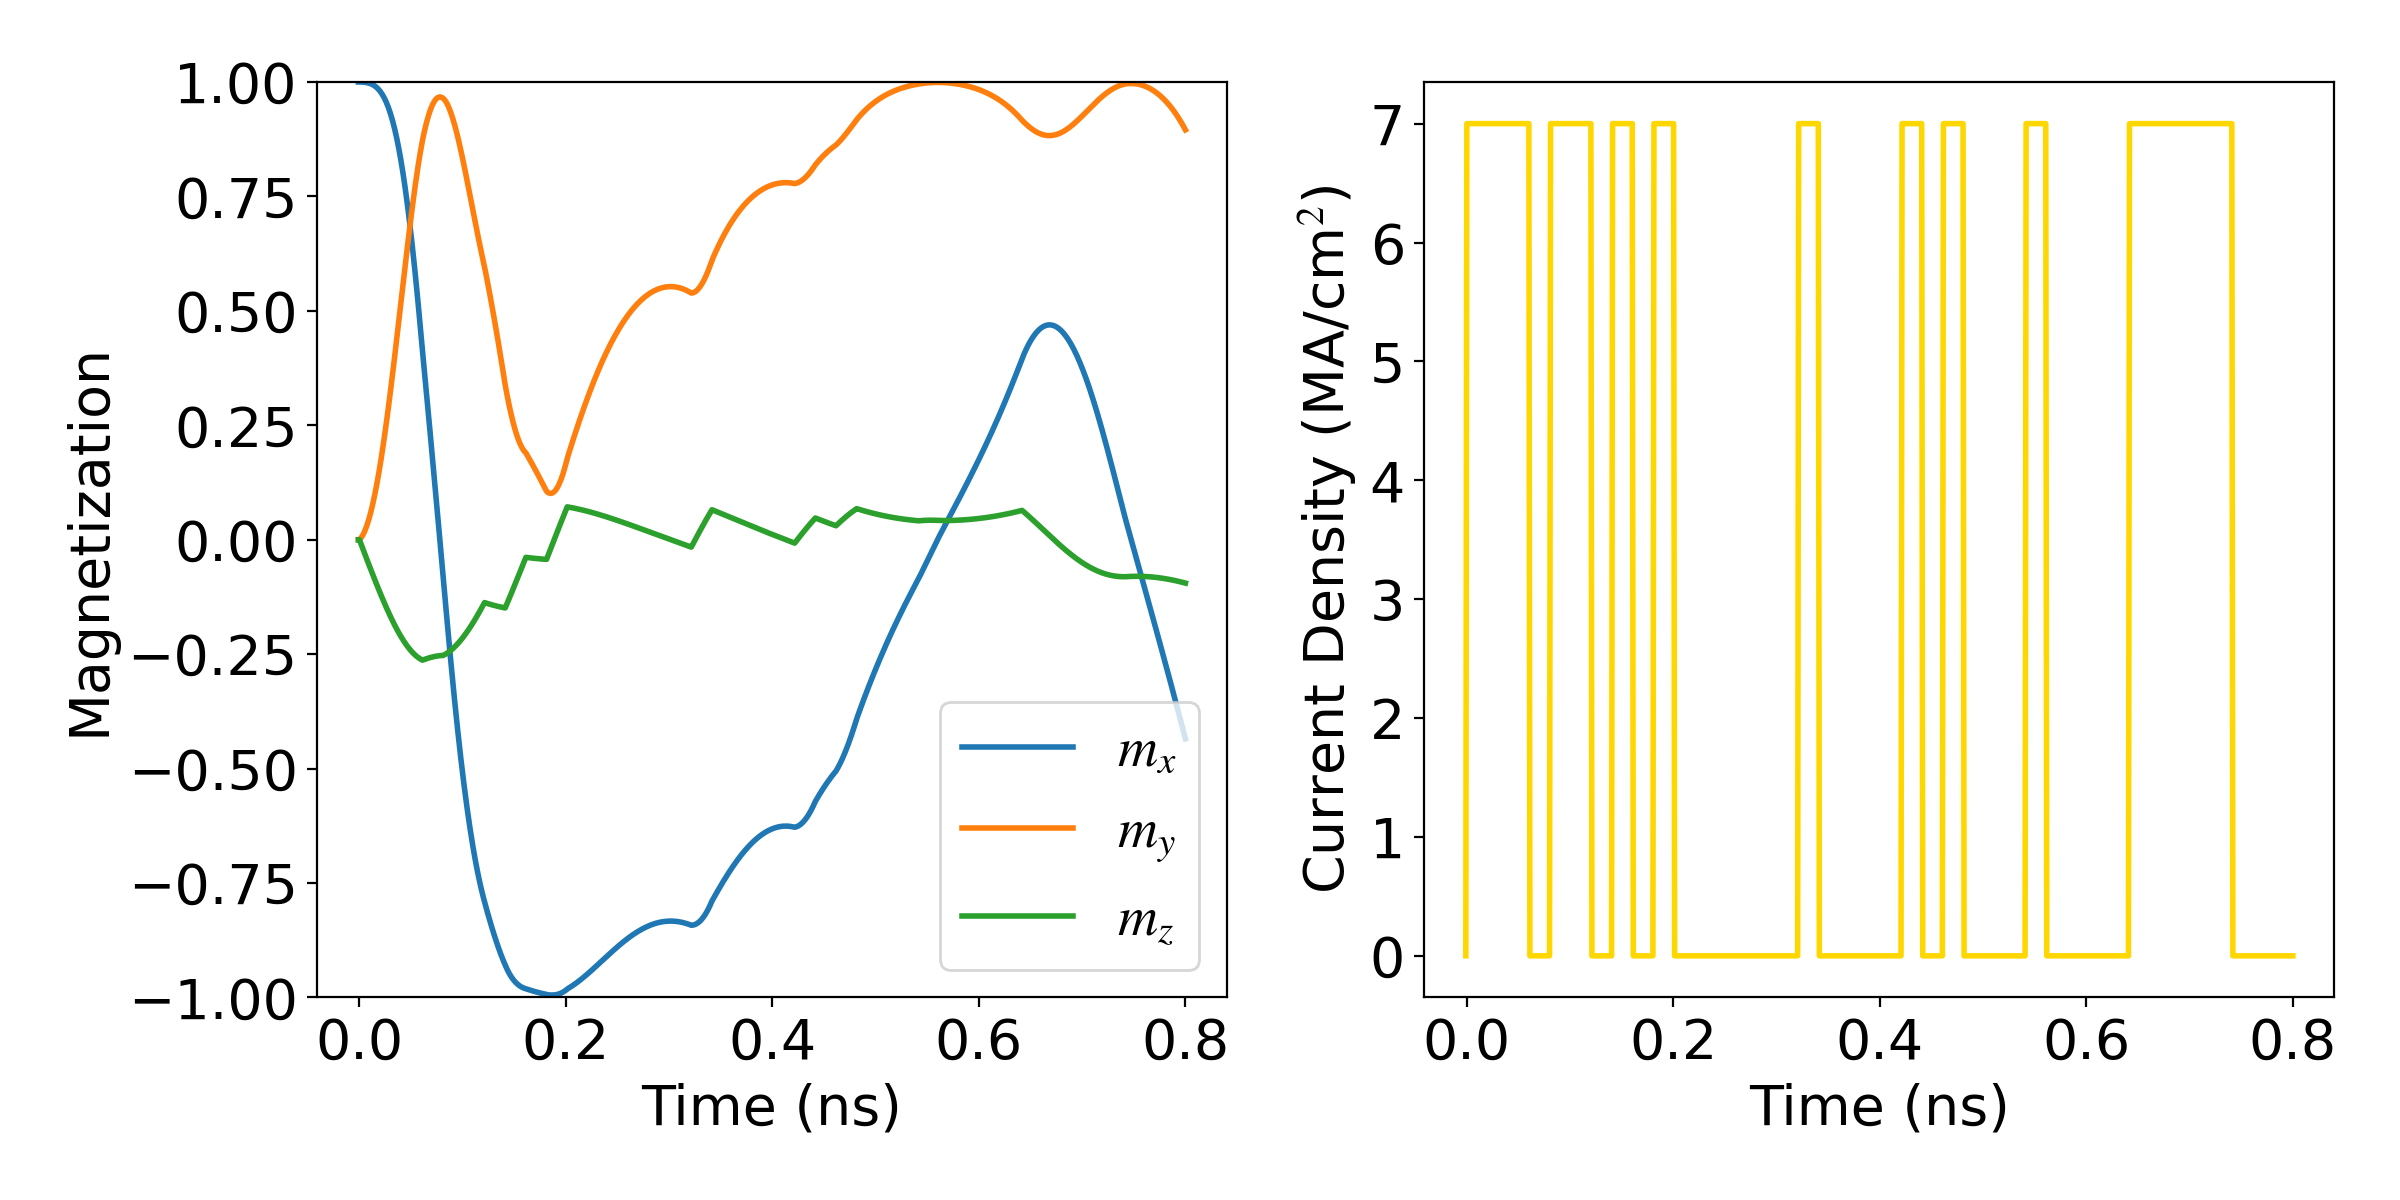 Magnetization
1.00
0.75
0.50
0.25
0.00
−0.25
−0.50
−0.75
−1.00
0.0 0.2 0.4 0.6 0.8
Time (ns)
m_x
m_y
m_z
Current Density (MA/cm²)
7
6
5
4
3
2
1
0
0.0 0.2 0.4 0.6 0.8
Time (ns)